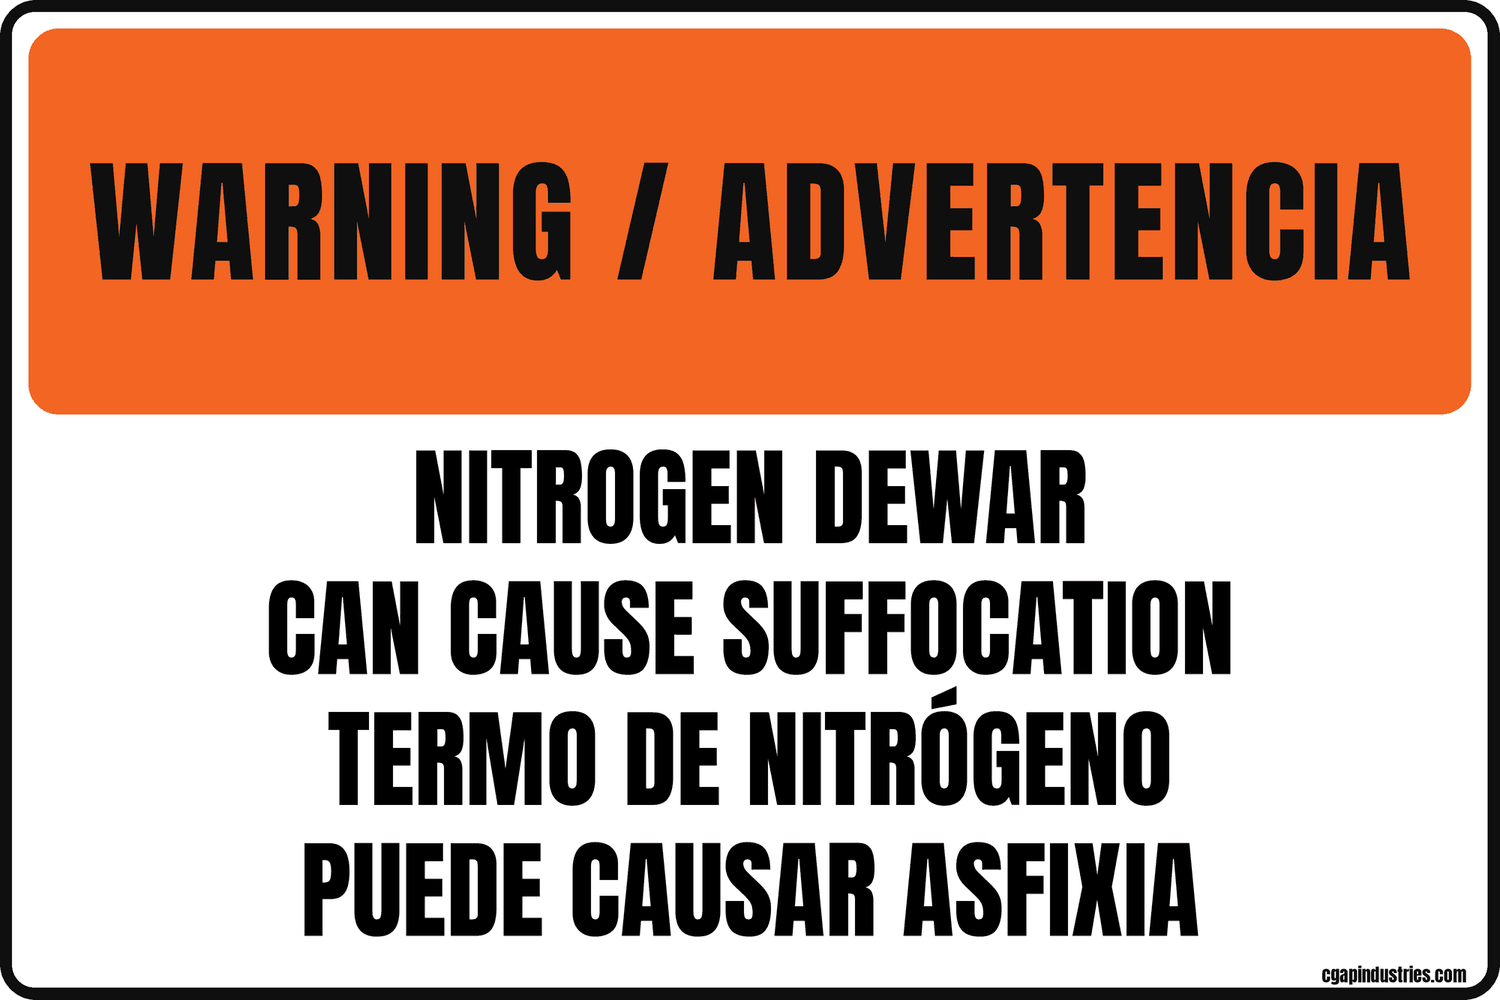 WARNING / ADVERTENCIA
NITROGEN DEWAR
CAN CAUSE SUFFOCATION
TERMO DE NITRÓGENO
PUEDE CAUSAR ASFIXIA
cgapindustries.com